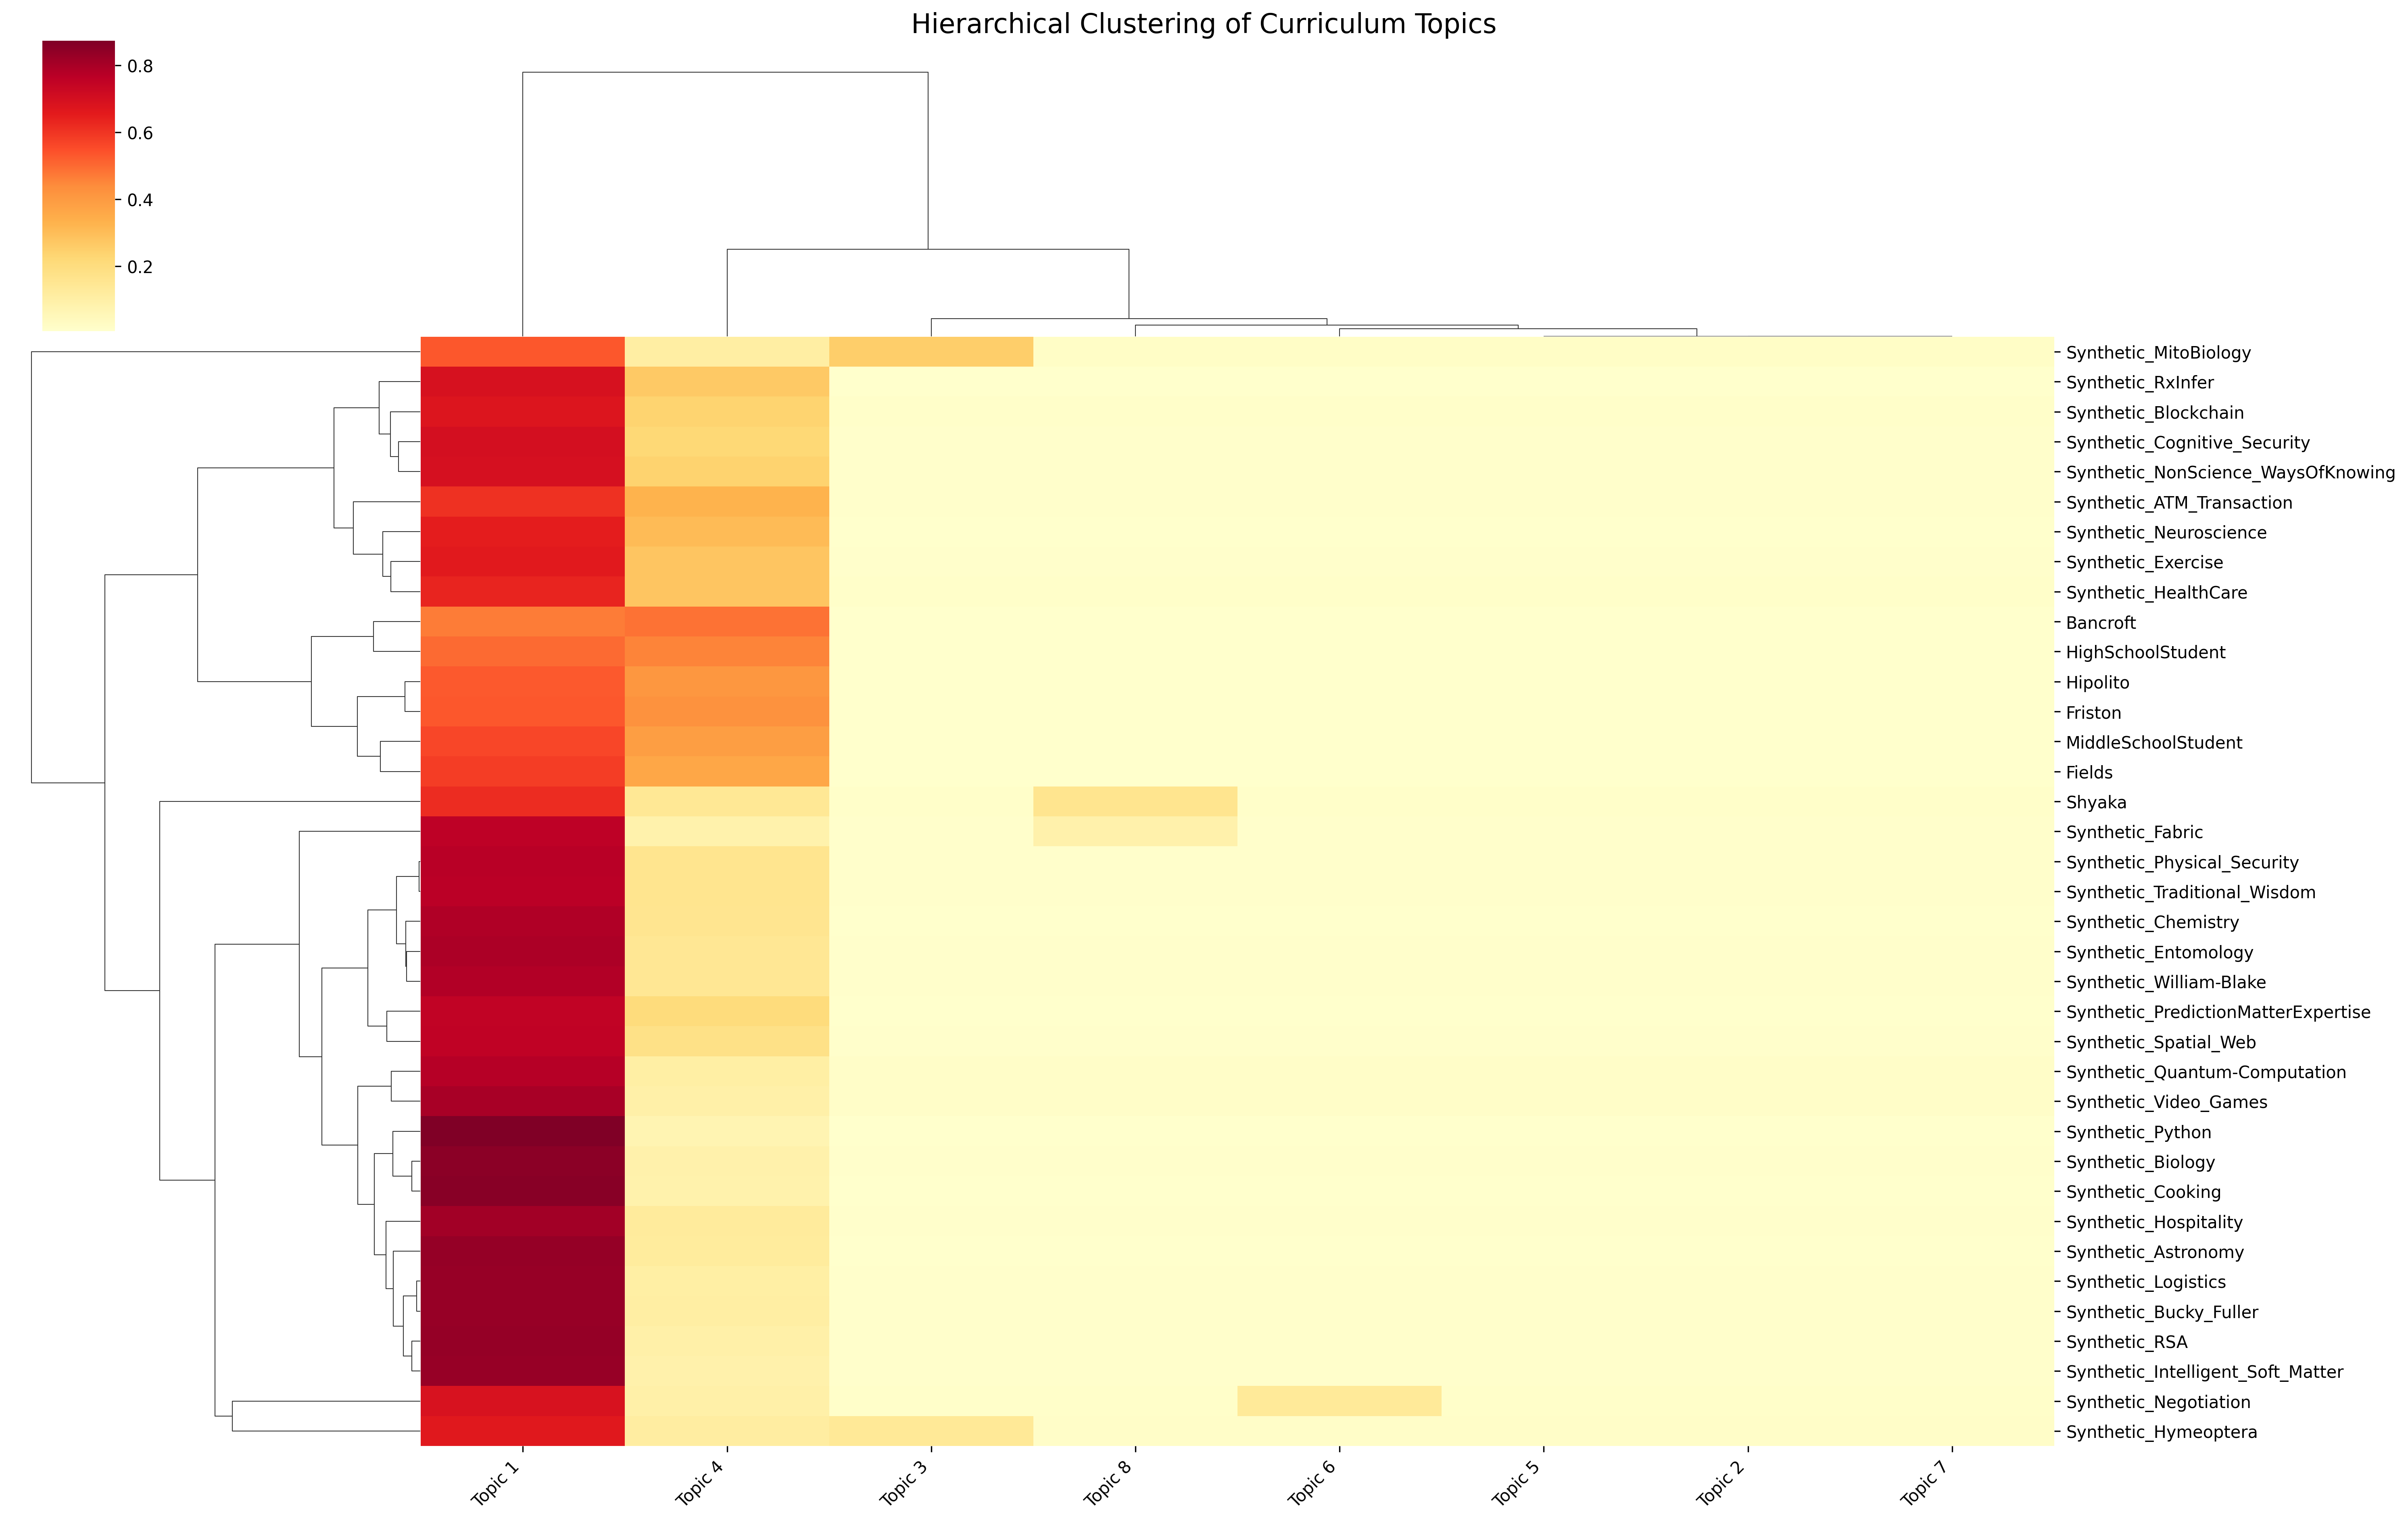 Hierarchical Clustering of Curriculum Topics
0.8
0.6
0.4
0.2
Synthetic_MitoBiology
Synthetic_RxInfer
Synthetic_Blockchain
Synthetic_Cognitive_Security
Synthetic_NonScience_WaysOfKnowing
Synthetic_ATM_Transaction
Synthetic_Neuroscience
Synthetic_Exercise
Synthetic_HealthCare
Bancroft
HighSchoolStudent
Hipolito
Friston
MiddleSchoolStudent
Fields
Shyaka
Synthetic_Fabric
Synthetic_Physical_Security
Synthetic_Traditional_Wisdom
Synthetic_Chemistry
Synthetic_Entomology
Synthetic_William-Blake
Synthetic_PredictionMatterExpertise
Synthetic_Spatial_Web
Synthetic_Quantum-Computation
Synthetic_Video_Games
Synthetic_Python
Synthetic_Biology
Synthetic_Cooking
Synthetic_Hospitality
Synthetic_Astronomy
Synthetic_Logistics
Synthetic_Bucky_Fuller
Synthetic_RSA
Synthetic_Intelligent_Soft_Matter
Synthetic_Negotiation
Synthetic_Hymeoptera
Topic 1
Topic 4
Topic 3
Topic 8
Topic 6
Topic 5
Topic 2
Topic 7